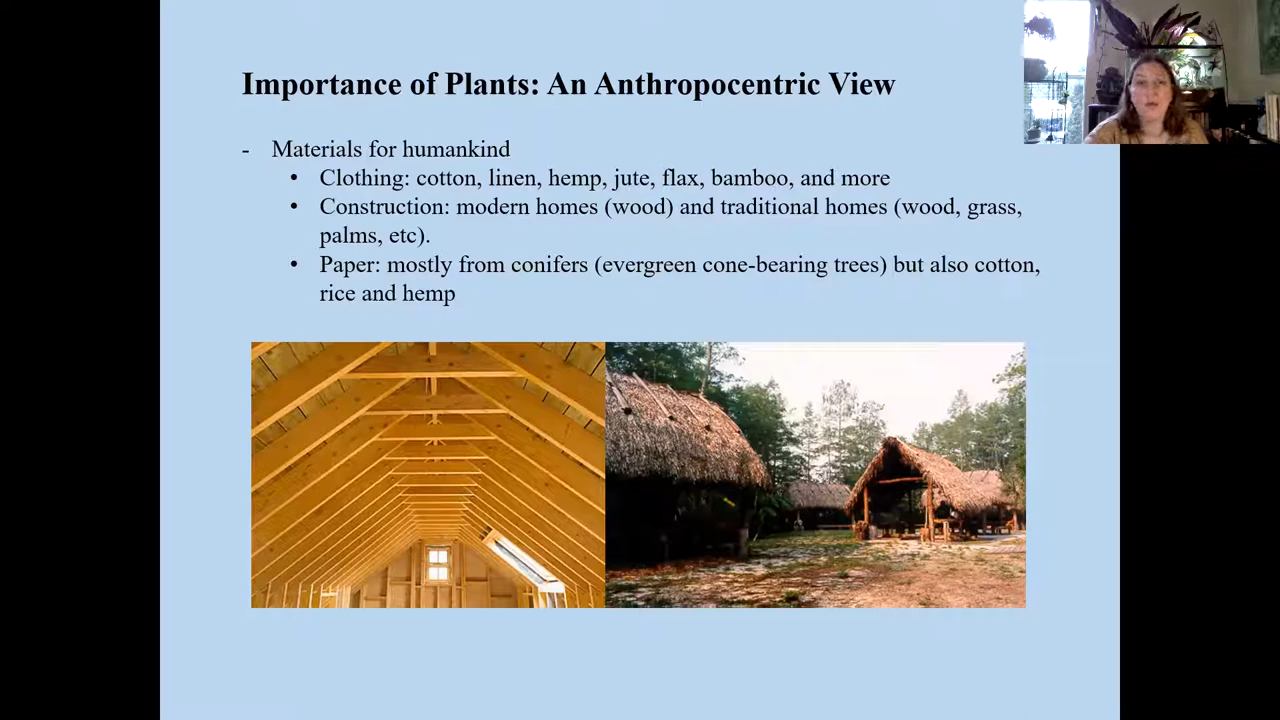 Importance of Plants: An Anthropocentric View
- Materials for humankind
• Clothing: cotton, linen, hemp, jute, flax, bamboo, and more
• Construction: modern homes (wood) and traditional homes (wood, grass,
palms, etc).
• Paper: mostly from conifers (evergreen cone-bearing trees) but also cotton,
rice and hemp